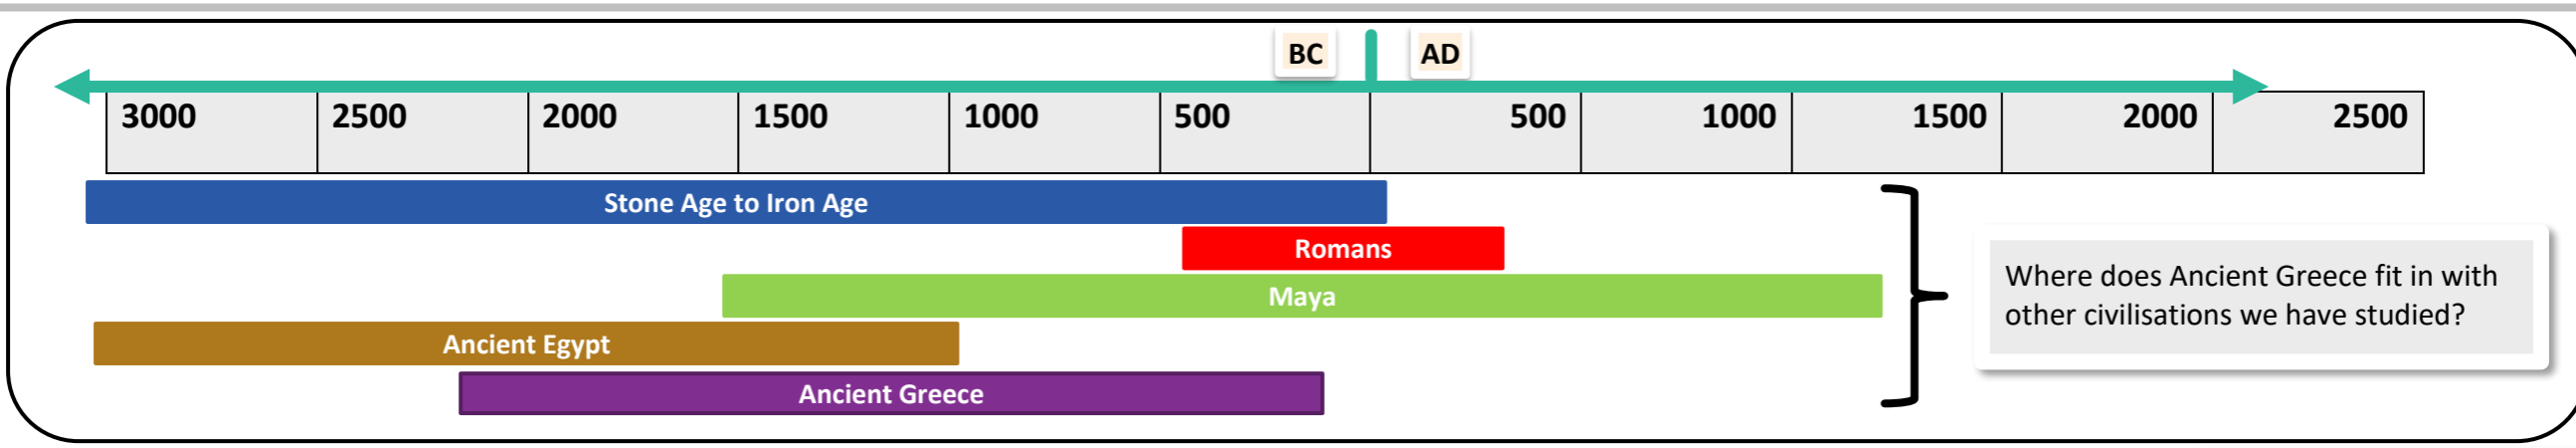 BC AD
3000 2500 2000 1500 1000 500 500 1000 1500 2000 2500
Stone Age to Iron Age
Romans
Maya
Ancient Egypt
Ancient Greece
Where does Ancient Greece fit in with
other civilisations we have studied?